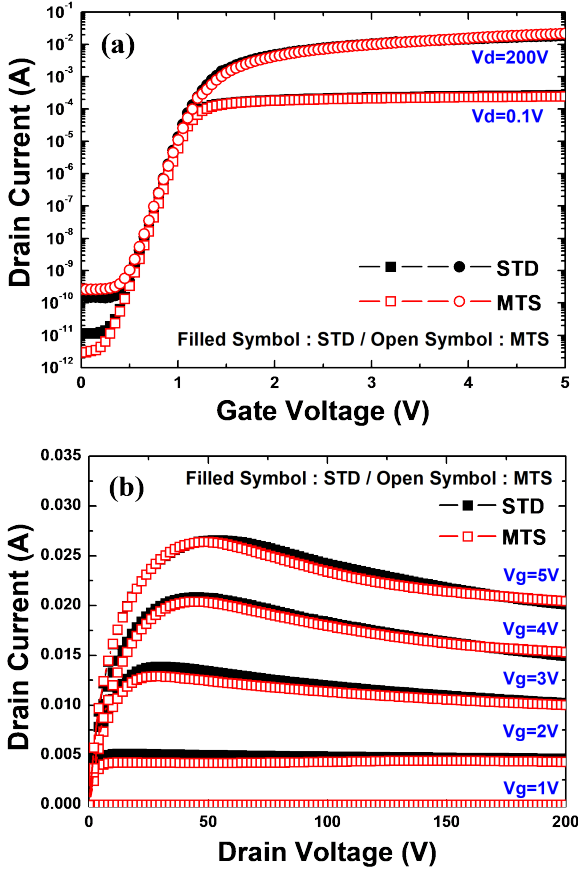 (a)
Drain Current (A)
10^-1
10^-2
10^-3
10^-4
10^-5
10^-6
10^-7
10^-8
10^-9
10^-10
10^-11
10^-12
Vd=200V
Vd=0.1V
STD
MTS
Filled Symbol : STD / Open Symbol : MTS
0 1 2 3 4 5
Gate Voltage (V)
(b)
Drain Current (A)
Filled Symbol : STD / Open Symbol : MTS
STD
MTS
0.035
0.030
0.025
0.020
0.015
0.010
0.005
0.000
Vg=5V
Vg=4V
Vg=3V
Vg=2V
Vg=1V
0 50 100 150 200
Drain Voltage (V)